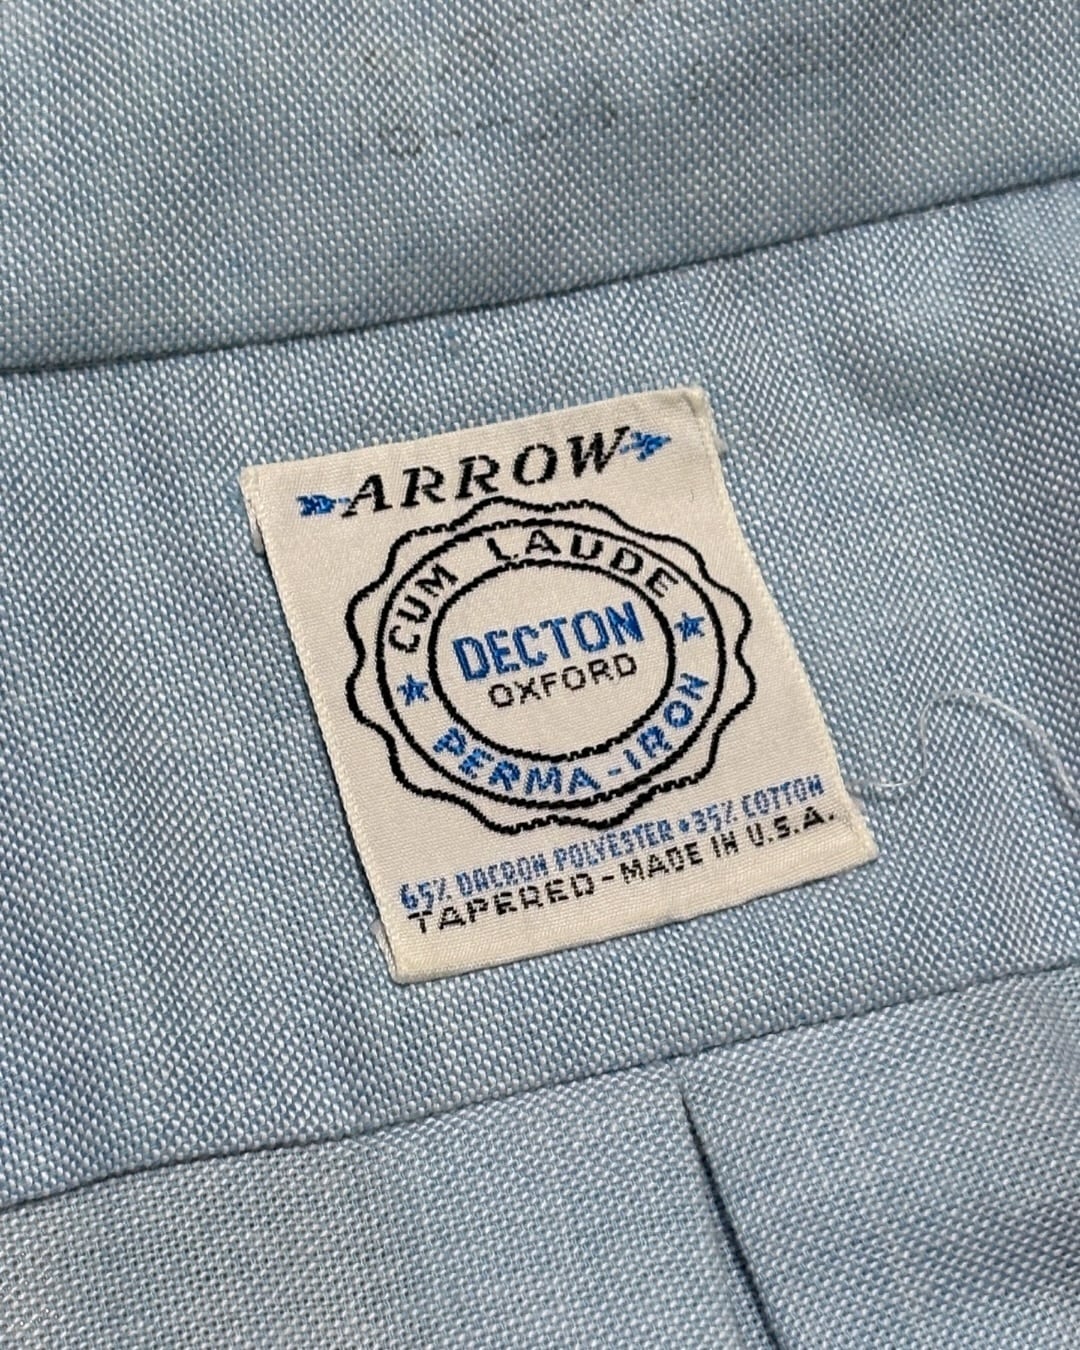 ARROW
CUM LAUDE
DECTON
OXFORD
PERMA-IRON
65% DACRON POLYESTER • 35% COTTON
TAPERED - MADE IN U.S.A.